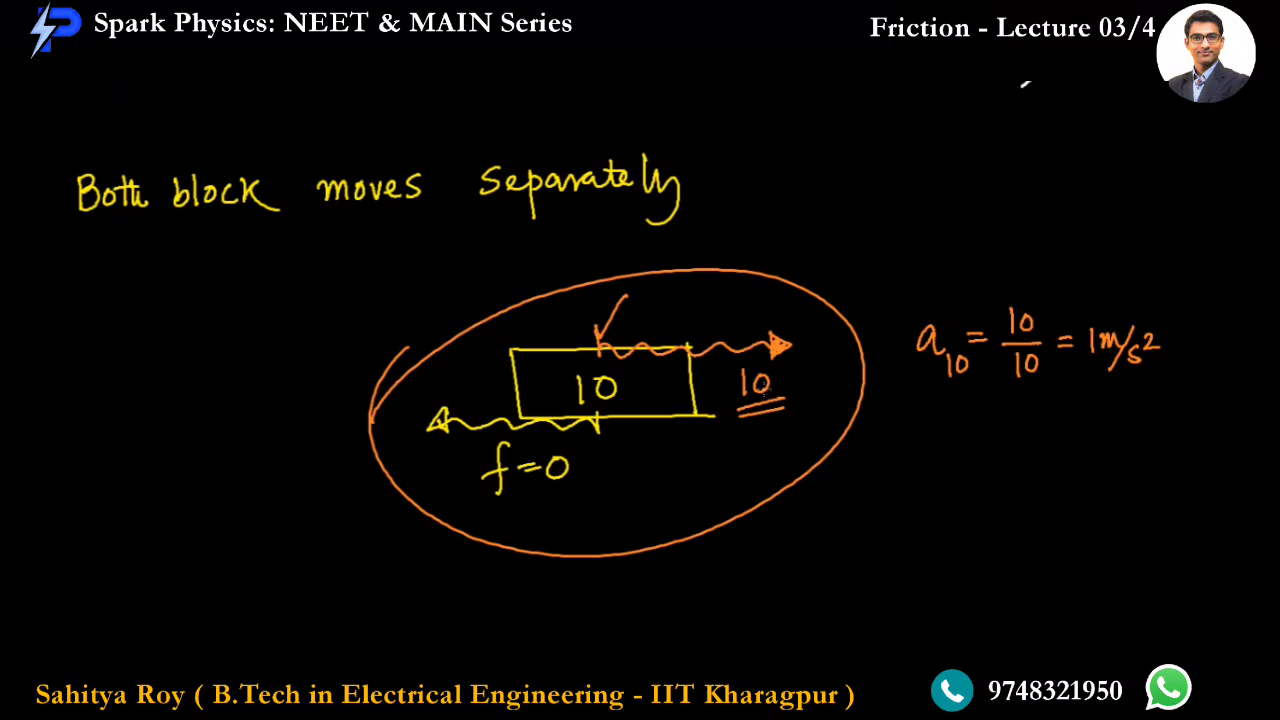 Spark Physics: NEET & MAIN Series
Friction - Lecture 03/4
Both block moves separately
10
10
f=0
a₁₀ = 10/10 = 1m/s²
Sahitya Roy ( B.Tech in Electrical Engineering - IIT Kharagpur )
9748321950